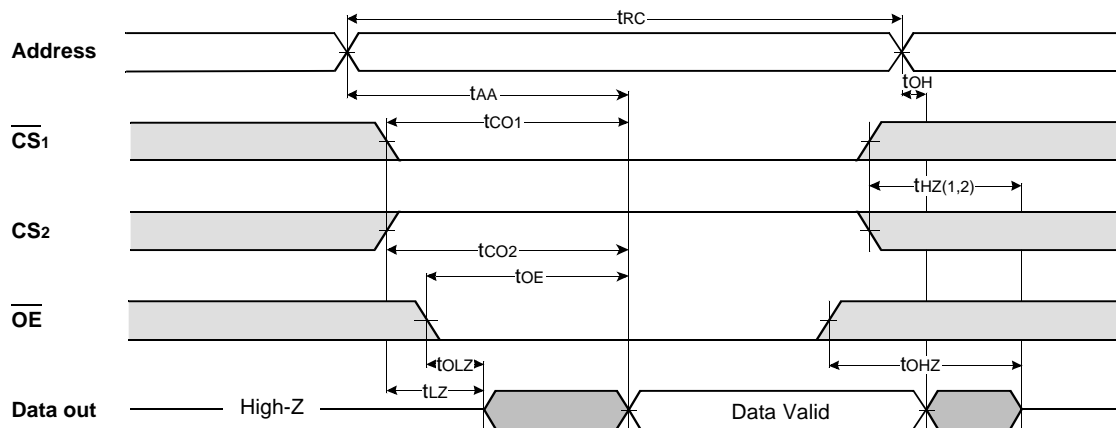 tRC
Address
tOH
tAA
tCO1
CS1
tHZ(1,2)
CS2
tCO2
tOE
OE
tOLZ
tOHZ
tLZ
Data out
High-Z
Data Valid